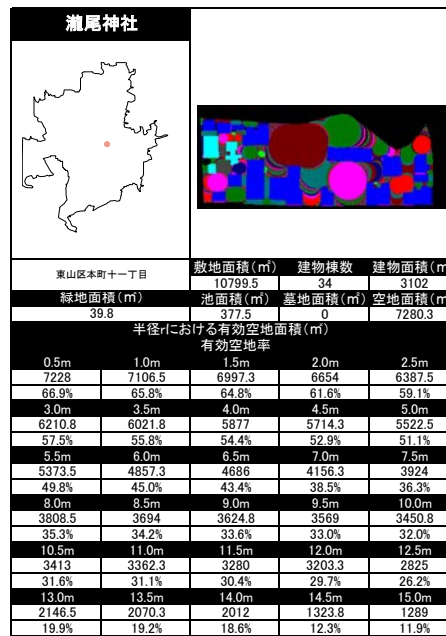 瀧尾神社
東山区本町十一丁目
敷地面積(㎡) 建物棟数 建物面積(㎡
10799.5 34 3102
緑地面積(㎡) 池面積(㎡) 墓地面積(㎡) 空地面積(㎡
39.8 377.5 0 7280.3
半径rにおける有効空地面積(㎡)
有効空地率
0.5m 1.0m 1.5m 2.0m 2.5m
7228 7106.5 6997.3 6654 6387.5
66.9% 65.8% 64.8% 61.6% 59.1%
3.0m 3.5m 4.0m 4.5m 5.0m
6210.8 6021.8 5877 5714.3 5522.5
57.5% 55.8% 54.4% 52.9% 51.1%
5.5m 6.0m 6.5m 7.0m 7.5m
5373.5 4857.3 4686 4156.3 3924
49.8% 45.0% 43.4% 38.5% 36.3%
8.0m 8.5m 9.0m 9.5m 10.0m
3808.5 3694 3624.8 3569 3450.8
35.3% 34.2% 33.6% 33.0% 32.0%
10.5m 11.0m 11.5m 12.0m 12.5m
3413 3362.3 3280 3203.3 2825
31.6% 31.1% 30.4% 29.7% 26.2%
13.0m 13.5m 14.0m 14.5m 15.0m
2146.5 2070.3 2012 1323.8 1289
19.9% 19.2% 18.6% 12.3% 11.9%